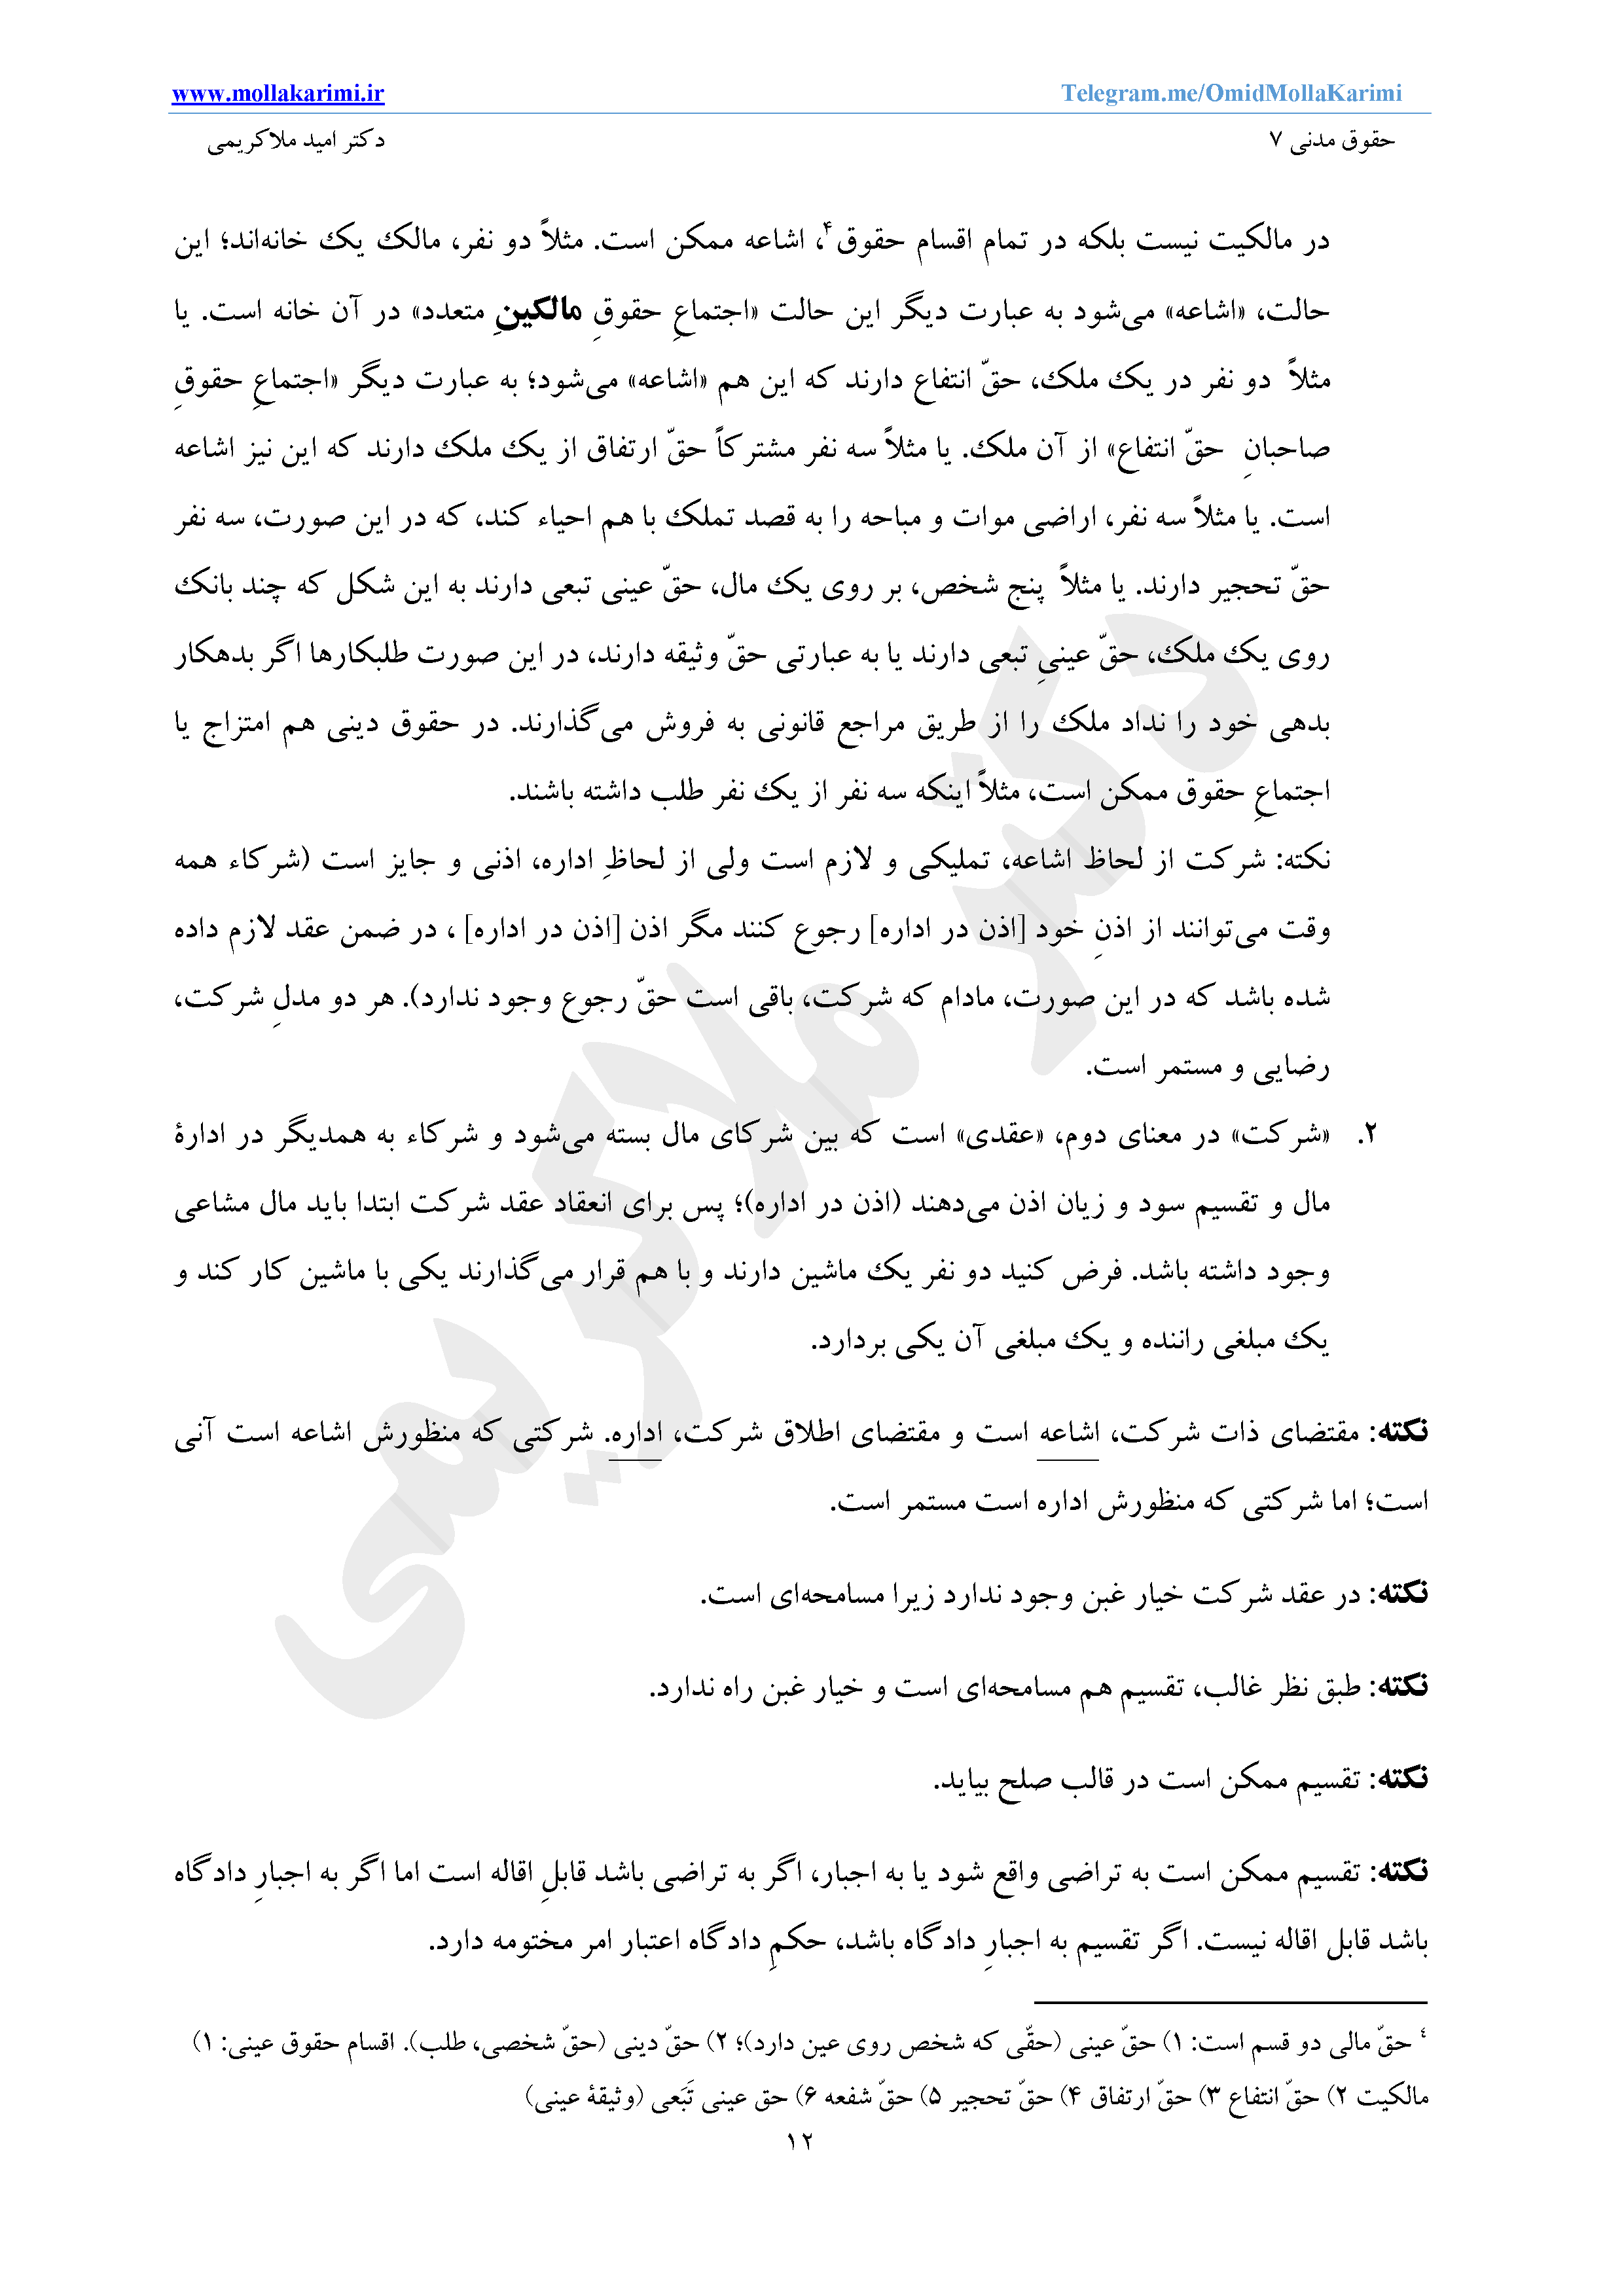 www.mollakarimi.ir Telegram.me/OmidMollaKarimi
حقوق مدنی ۷ دکتر امید ملاکریمی
در مالکیت نیست بلکه در تمام اقسام حقوق۴، اشاعه ممکن است. مثلاً دو نفر، مالک یک خانه‌اند؛ این
حالت، «اشاعه» می‌شود به عبارت دیگر این حالت «اجتماعِ حقوقِ مالکینِ متعدد» در آن خانه است. یا
مثلاً دو نفر در یک ملک، حقّ انتفاع دارند که این هم «اشاعه» می‌شود؛ به عبارت دیگر «اجتماعِ حقوقِ
صاحبانِ حقّ انتفاع» از آن ملک. یا مثلاً سه نفر مشترکاً حقّ ارتفاق از یک ملک دارند که این نیز اشاعه
است. یا مثلاً سه نفر، اراضی موات و مباحه را به قصد تملک با هم احیاء کند، که در این صورت، سه نفر
حقّ تحجیر دارند. یا مثلاً پنج شخص، بر روی یک مال، حقّ عینی تبعی دارند به این شکل که چند بانک
روی یک ملک، حقّ عینیِ تبعی دارند یا به عبارتی حقّ وثیقه دارند، در این صورت طلبکارها اگر بدهکار
بدهی خود را نداد ملک را از طریق مراجع قانونی به فروش می‌گذارند. در حقوق دینی هم امتزاج یا
اجتماعِ حقوق ممکن است، مثلاً اینکه سه نفر از یک نفر طلب داشته باشند.
نکته: شرکت از لحاظ اشاعه، تملیکی و لازم است ولی از لحاظِ اداره، اذنی و جایز است (شرکاء همه
وقت می‌توانند از اذنِ خود [اذن در اداره] رجوع کنند مگر اذن [اذن در اداره] ، در ضمن عقد لازم داده
شده باشد که در این صورت، مادام که شرکت، باقی است حقّ رجوع وجود ندارد). هر دو مدلِ شرکت،
رضایی و مستمر است.
۲. «شرکت» در معنای دوم، «عقدی» است که بین شرکای مال بسته می‌شود و شرکاء به همدیگر در ادارهٔ
مال و تقسیم سود و زیان اذن می‌دهند (اذن در اداره)؛ پس برای انعقاد عقد شرکت ابتدا باید مال مشاعی
وجود داشته باشد. فرض کنید دو نفر یک ماشین دارند و با هم قرار می‌گذارند یکی با ماشین کار کند و
یک مبلغی راننده و یک مبلغی آن یکی بردارد.
نکته: مقتضای ذات شرکت، اشاعه است و مقتضای اطلاق شرکت، اداره. شرکتی که منظورش اشاعه است آنی
است؛ اما شرکتی که منظورش اداره است مستمر است.
نکته: در عقد شرکت خیار غبن وجود ندارد زیرا مسامحه‌ای است.
نکته: طبق نظر غالب، تقسیم هم مسامحه‌ای است و خیار غبن راه ندارد.
نکته: تقسیم ممکن است در قالب صلح بیاید.
نکته: تقسیم ممکن است به تراضی واقع شود یا به اجبار، اگر به تراضی باشد قابلِ اقاله است اما اگر به اجبارِ دادگاه
باشد قابل اقاله نیست. اگر تقسیم به اجبارِ دادگاه باشد، حکمِ دادگاه اعتبار امر مختومه دارد.
٤ حقّ مالی دو قسم است: ۱) حقّ عینی (حقّی که شخص روی عین دارد)؛ ۲) حقّ دینی (حقّ شخصی، طلب). اقسام حقوق عینی: ۱)
مالکیت ۲) حقّ انتفاع ۳) حقّ ارتفاق ۴) حقّ تحجیر ۵) حقّ شفعه ۶) حق عینی تَبَعی (وثیقهٔ عینی)
۱۲
دکتر ملاکریمی